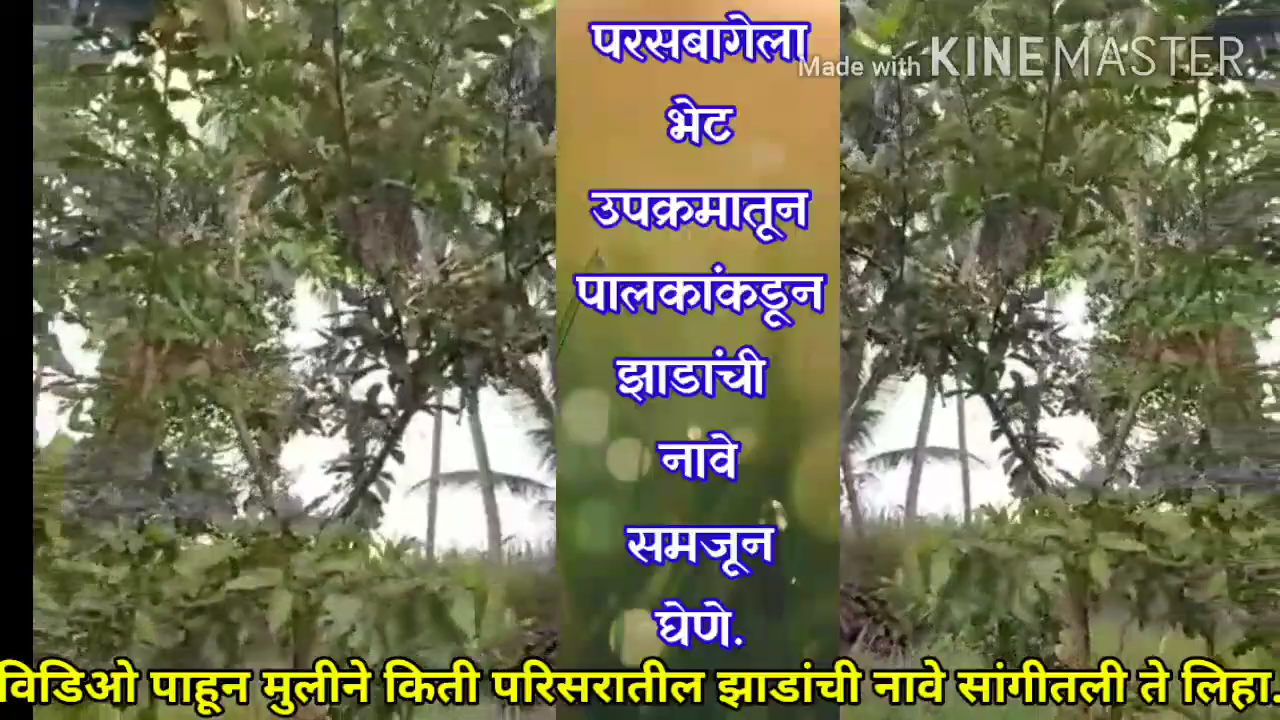 परसबागेला
Made with KINEMASTER
भेट
उपक्रमातून
पालकांकडून
झाडांची
नावे
समजून
घेणे.
विडिओ पाहून मुलीने किती परिसरातील झाडांची नावे सांगीतली ते लिहा.